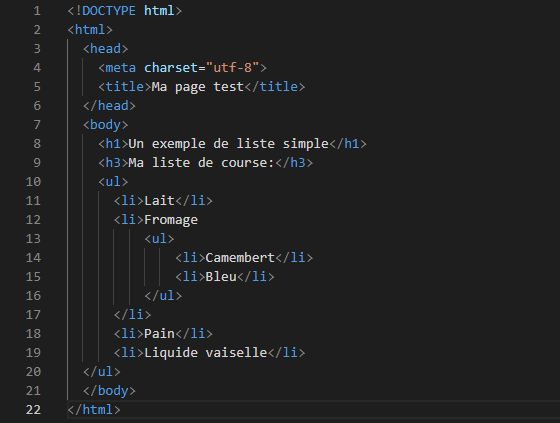 1 <!DOCTYPE html>
2 <html>
3 <head>
4 <meta charset="utf-8">
5 <title>Ma page test</title>
6 </head>
7 <body>
8 <h1>Un exemple de liste simple</h1>
9 <h3>Ma liste de course:</h3>
10 <ul>
11 <li>Lait</li>
12 <li>Fromage
13 <ul>
14 <li>Camembert</li>
15 <li>Bleu</li>
16 </ul>
17 </li>
18 <li>Pain</li>
19 <li>Liquide vaiselle</li>
20 </ul>
21 </body>
22 </html>